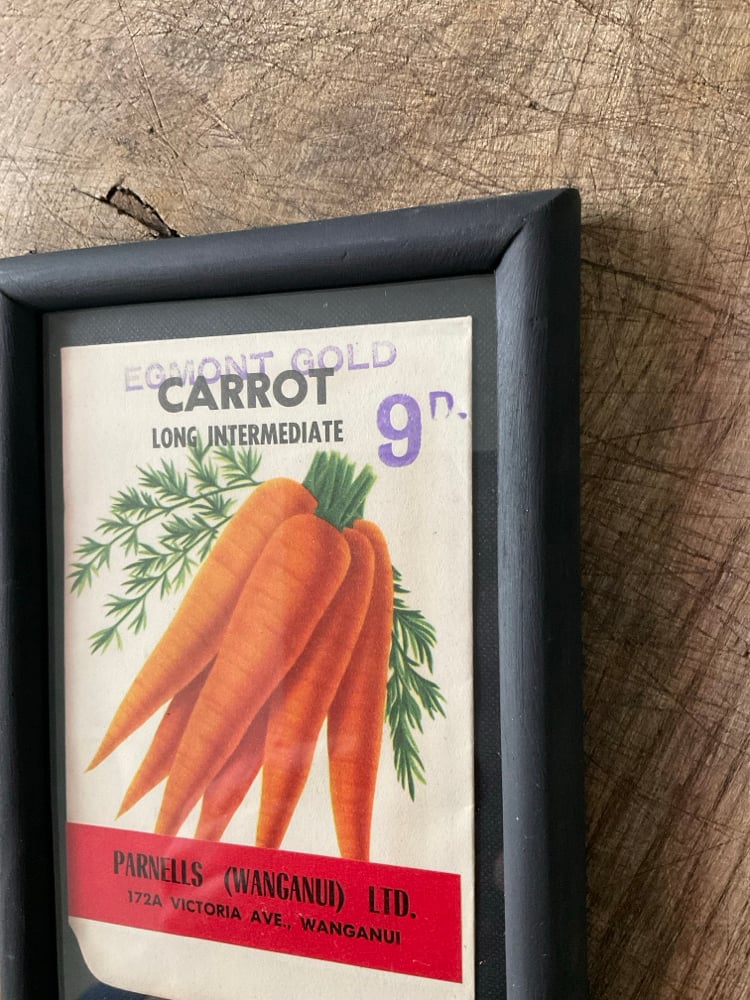 EGMONT GOLD
CARROT
LONG INTERMEDIATE
9D.
PARNELLS (WANGANUI) LTD.
172A VICTORIA AVE., WANGANUI